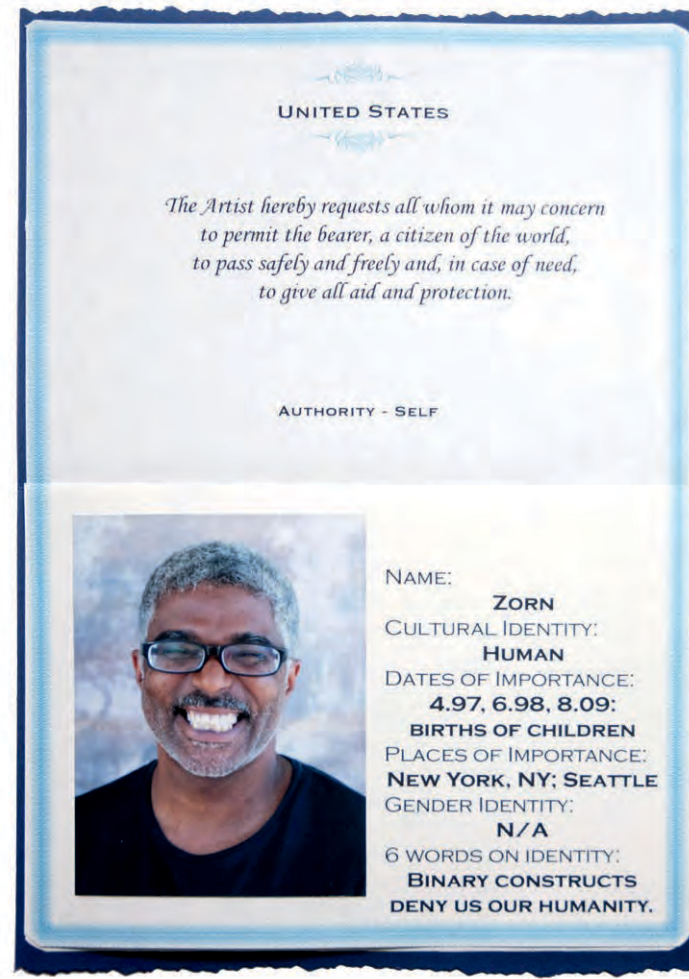 UNITED STATES
The Artist hereby requests all whom it may concern
to permit the bearer, a citizen of the world,
to pass safely and freely and, in case of need,
to give all aid and protection.
AUTHORITY - SELF
NAME:
ZORN
CULTURAL IDENTITY:
HUMAN
DATES OF IMPORTANCE:
4.97, 6.98, 8.09:
BIRTHS OF CHILDREN
PLACES OF IMPORTANCE:
NEW YORK, NY; SEATTLE
GENDER IDENTITY:
N/A
6 WORDS ON IDENTITY:
BINARY CONSTRUCTS
DENY US OUR HUMANITY.